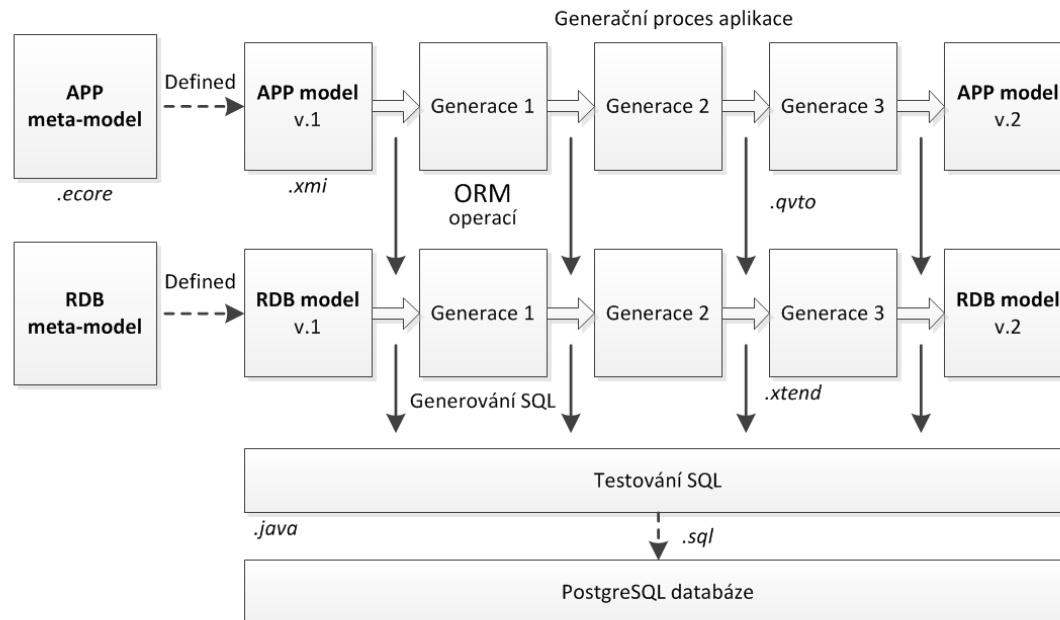 Generační proces aplikace
APP
meta-model
Defined
APP model
v.1
Generace 1
Generace 2
Generace 3
APP model
v.2
.ecore
.xmi
ORM
operací
.qvto
RDB
meta-model
Defined
RDB model
v.1
Generace 1
Generace 2
Generace 3
RDB model
v.2
Generování SQL
.xtend
Testování SQL
.java
.sql
PostgreSQL databáze